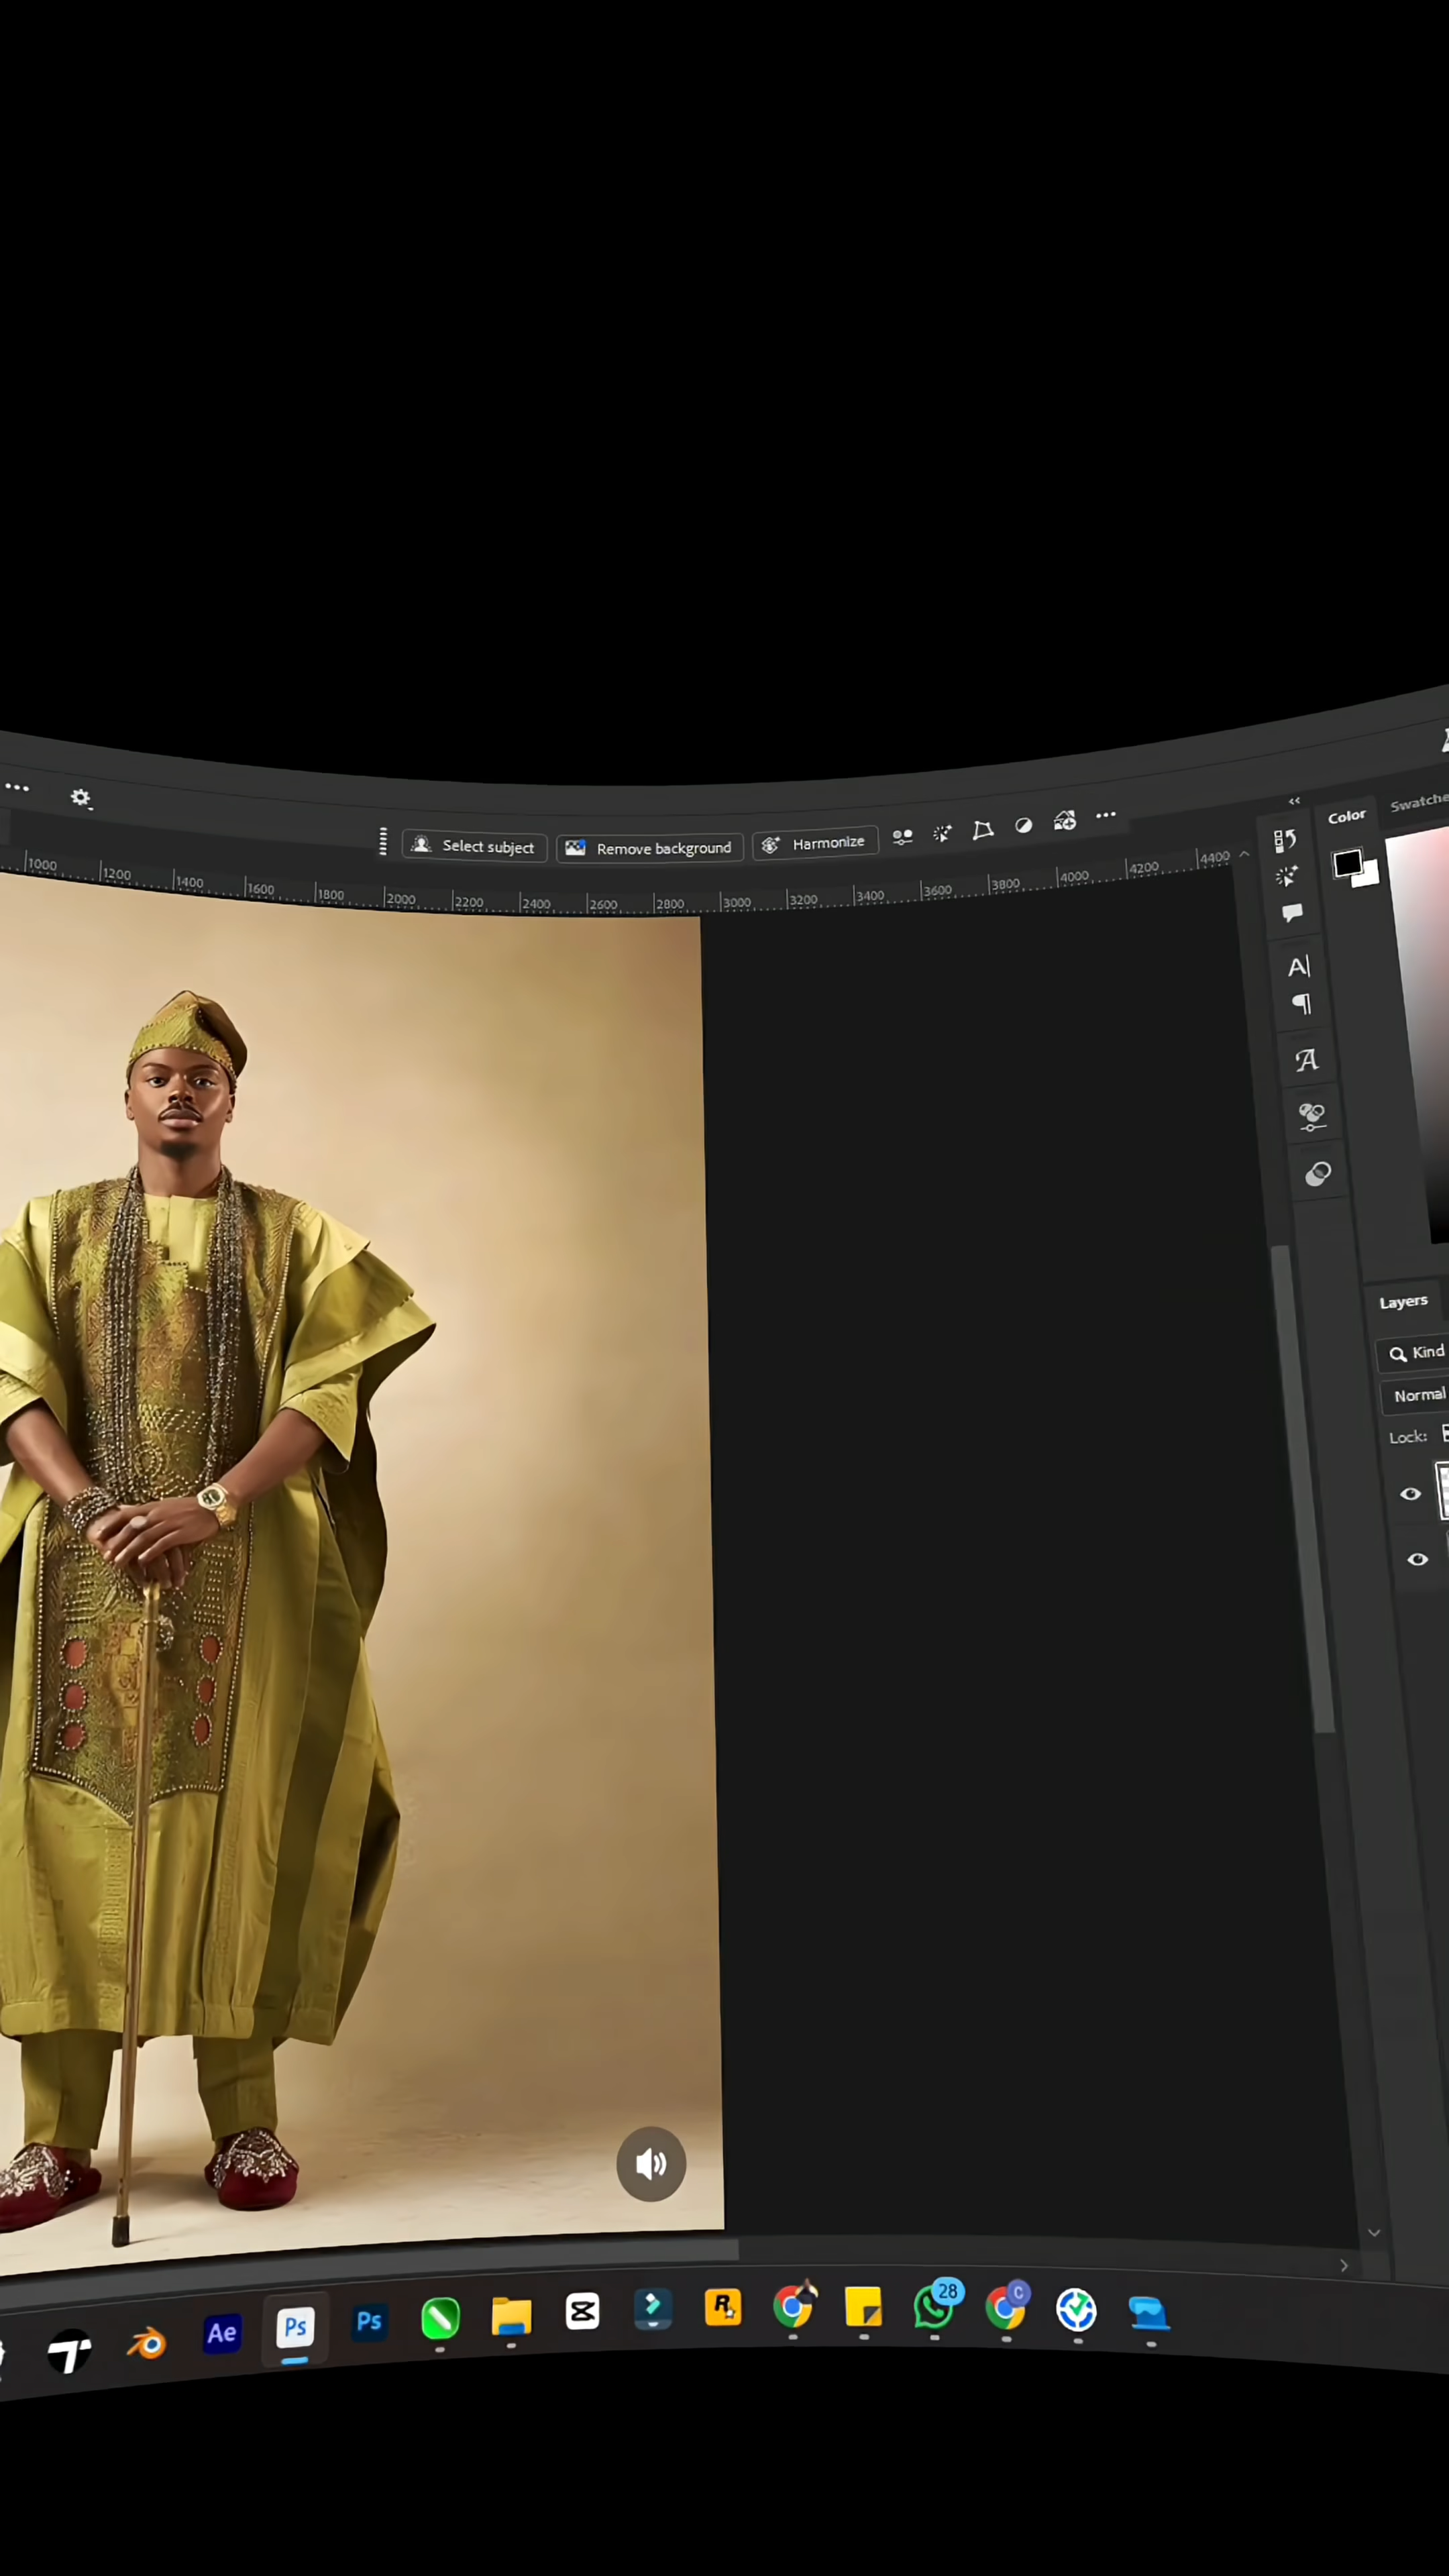 Color
Swatche
Select subject
Remove background
Harmonize
1000
1200
1400
1600
1800
2000
2200
2400
2600
2800
3000
3200
3400
3600
3800
4000
4200
4400
A
A
Layers
Kind
Normal
Lock:
28
C
Ae
Ps
Ps
R